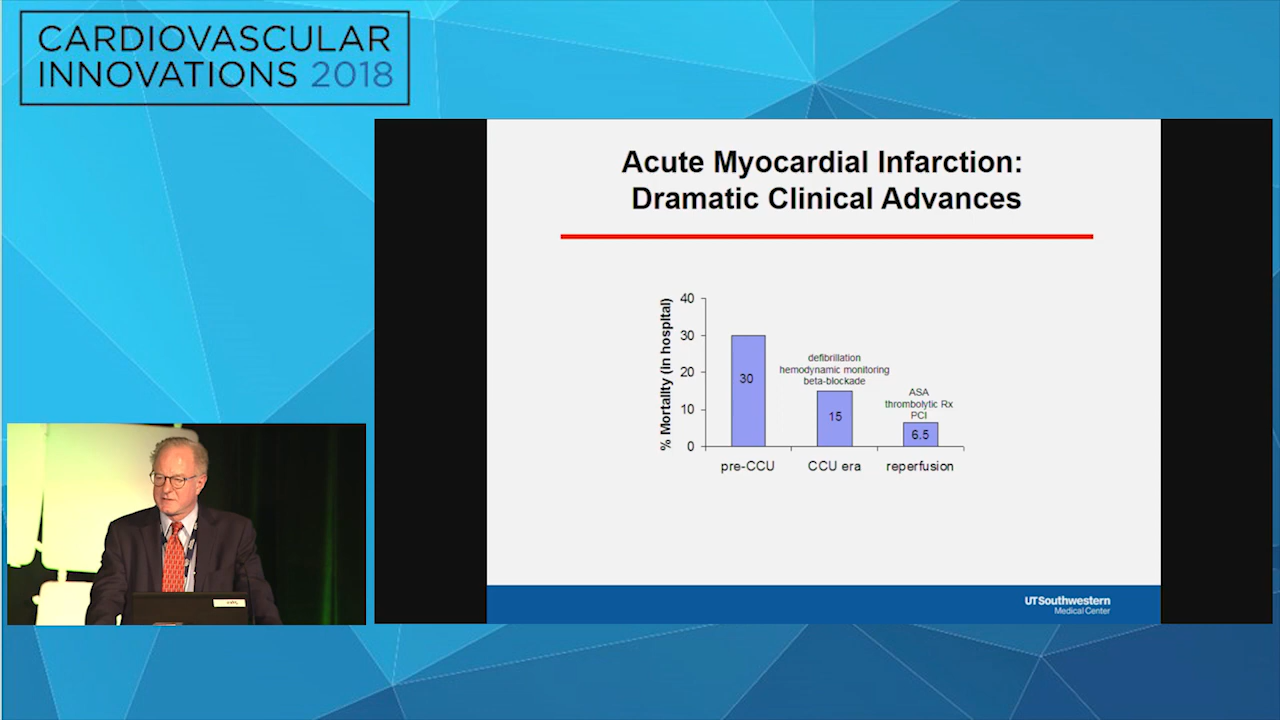 CARDIOVASCULAR
INNOVATIONS 2018
Acute Myocardial Infarction:
Dramatic Clinical Advances
% Mortality (In hospital)
40
30
20
10
0
30
defibrillation
hemodynamic monitoring
beta-blockade
15
ASA
thrombolytic Rx
PCI
6.5
pre-CCU
CCU era
reperfusion
UTSouthwestern
Medical Center